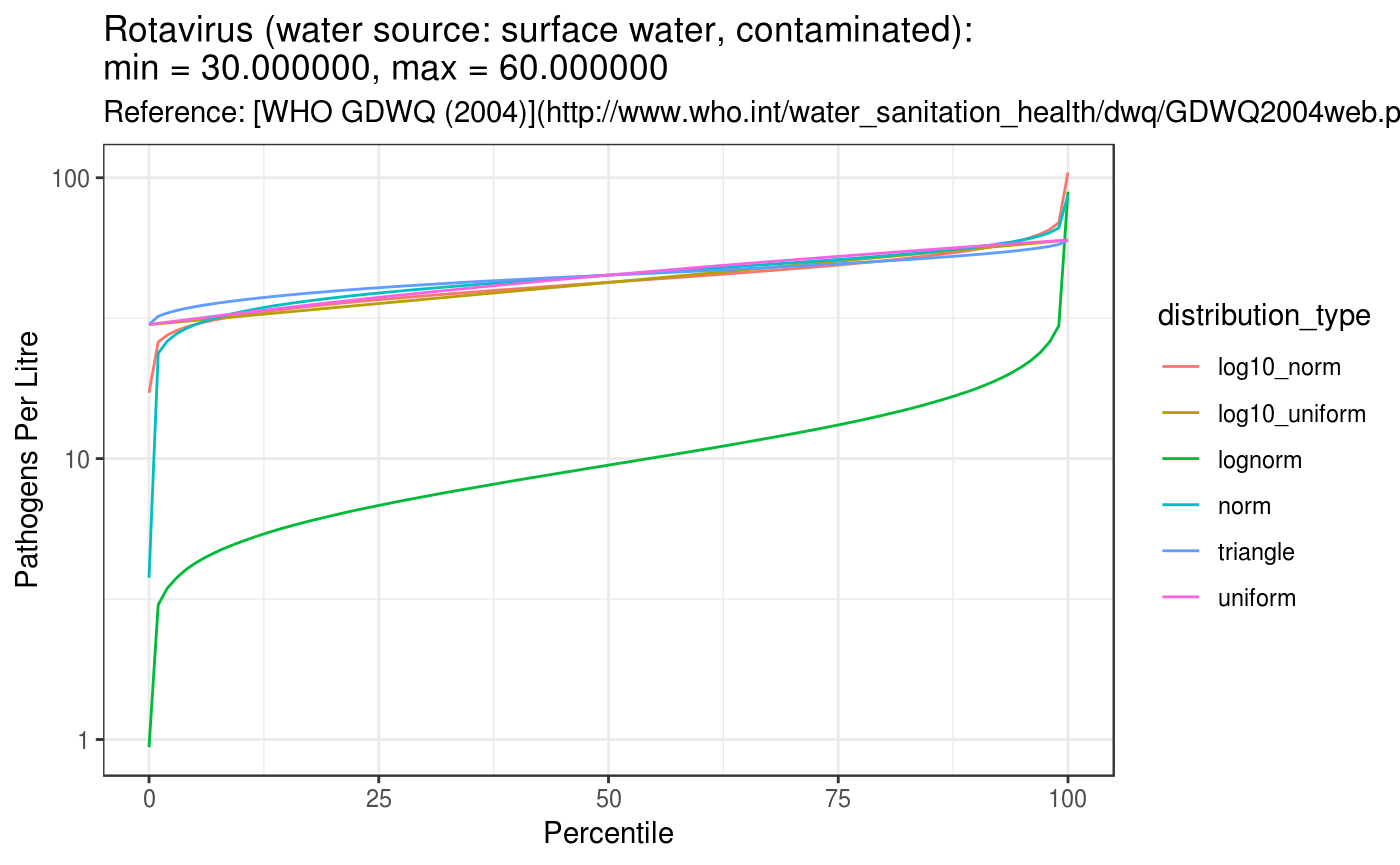 Rotavirus (water source: surface water, contaminated):
min = 30.000000, max = 60.000000
Reference: [WHO GDWQ (2004)](http://www.who.int/water_sanitation_health/dwq/GDWQ2004web.p
Pathogens Per Litre
100
10
1
0 25 50 75 100
Percentile
distribution_type
log10_norm
log10_uniform
lognorm
norm
triangle
uniform